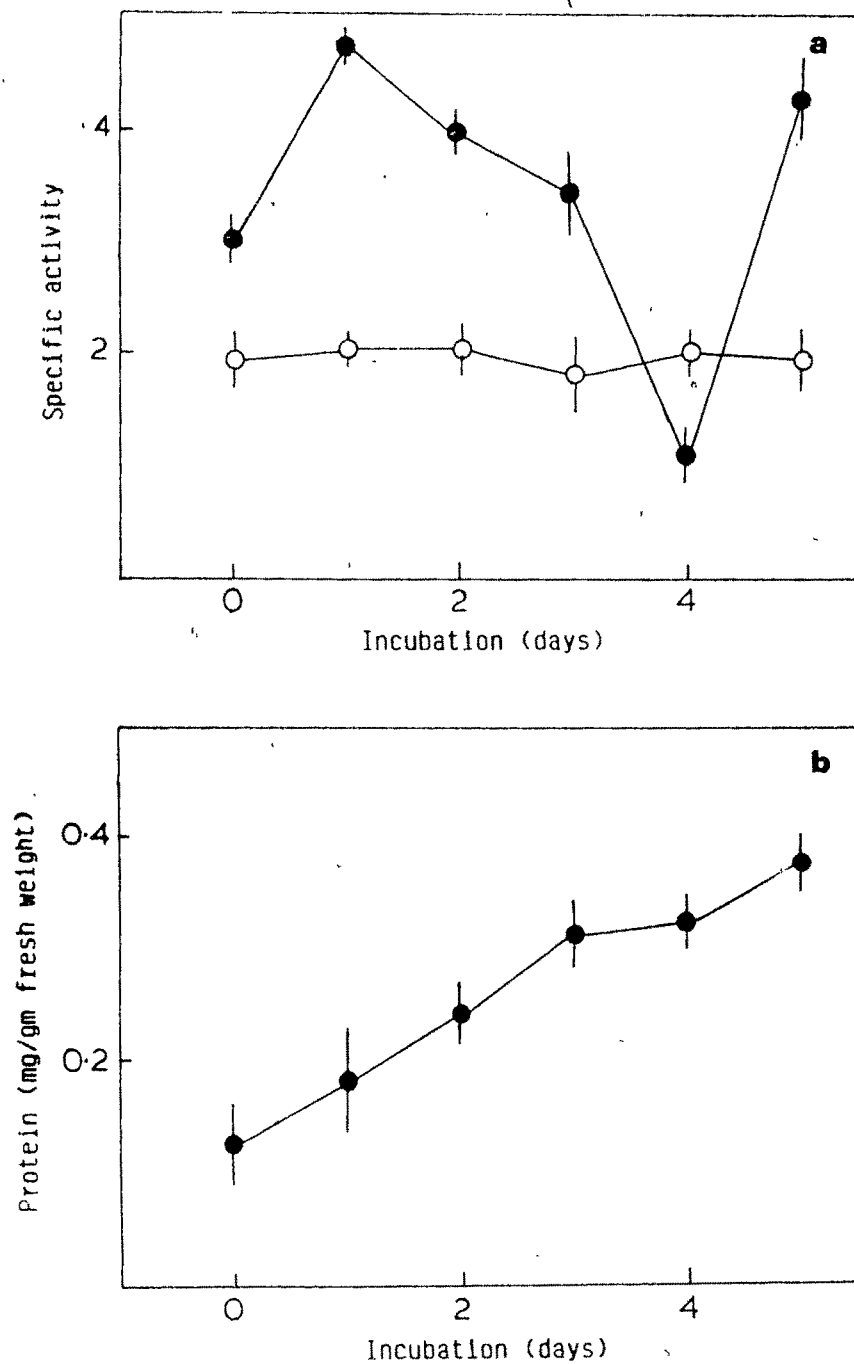 a
4
2
Specific activity
0 2 4
Incubation (days)
b
0·4
0·2
Protein (mg/gm fresh weight)
0 2 4
Incubation (days)